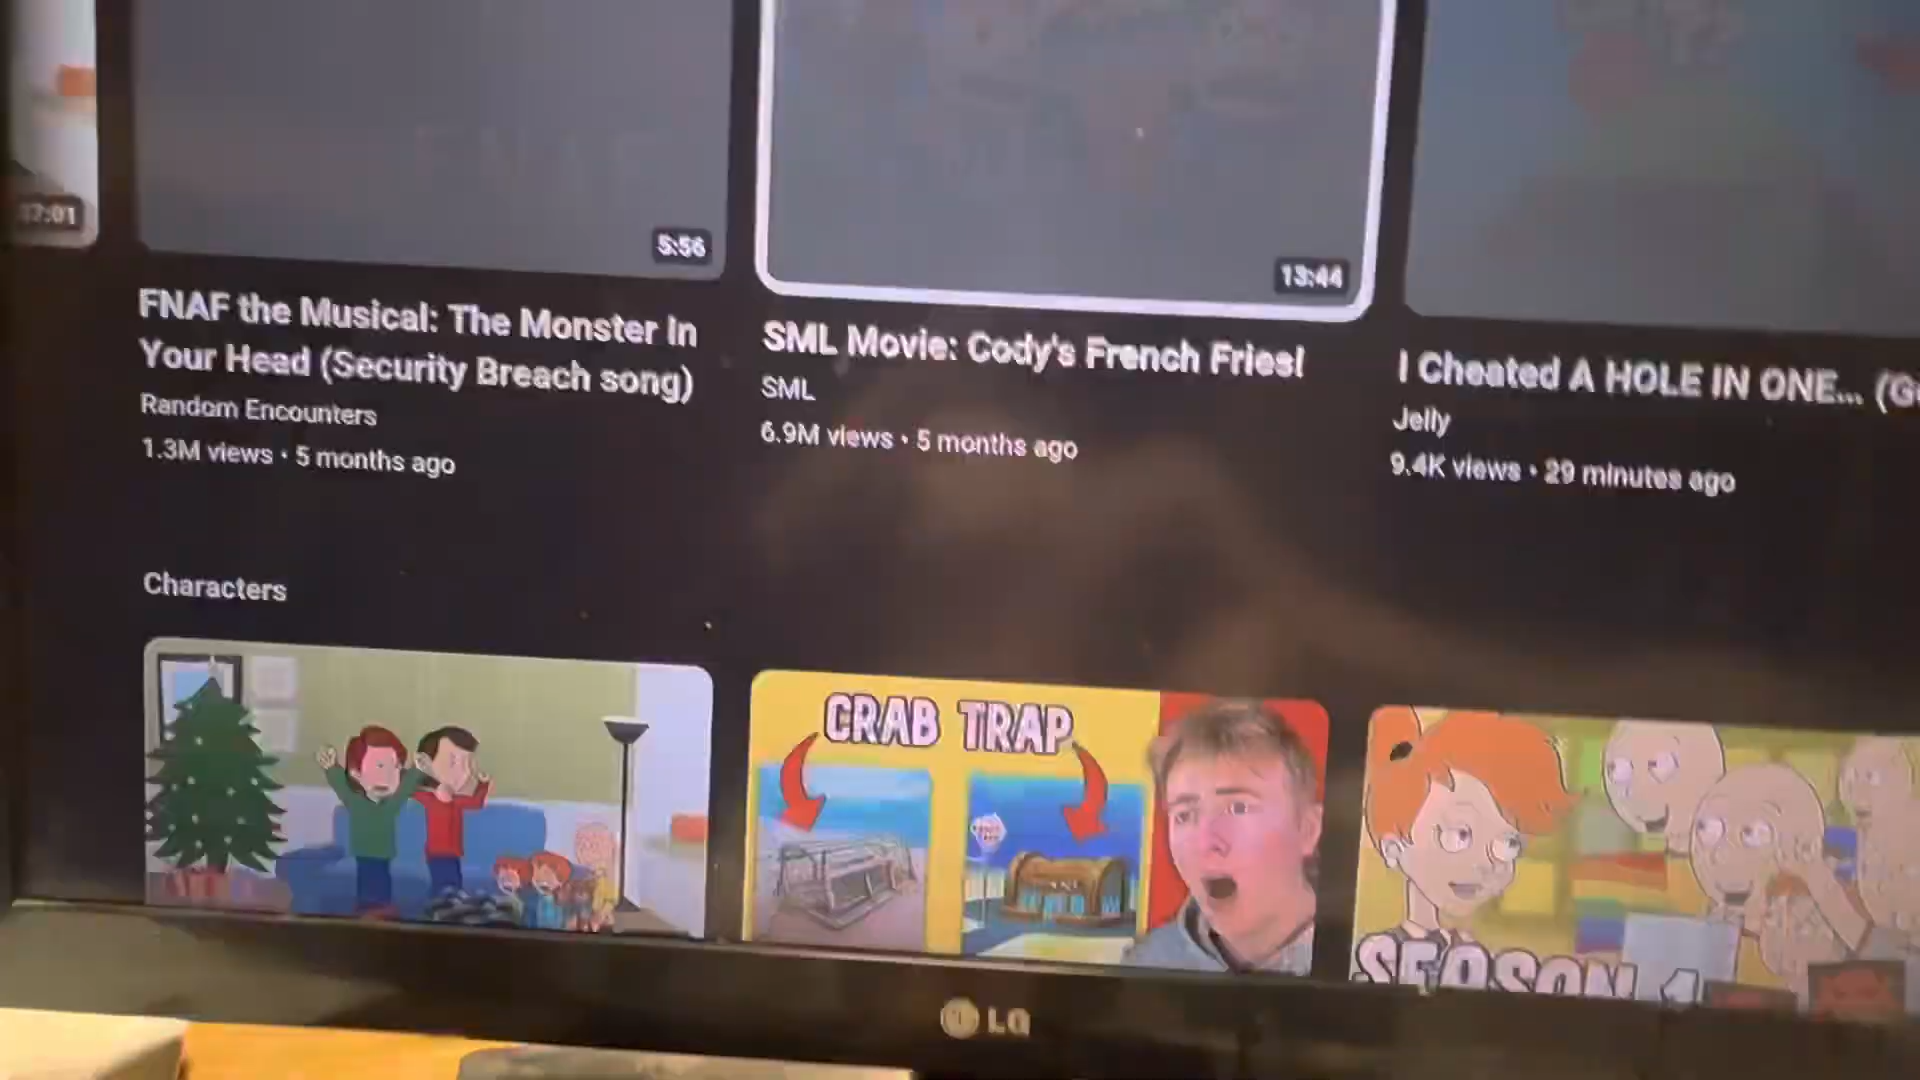 5:56
13:44
FNAF the Musical: The Monster In
Your Head (Security Breach song)
Random Encounters
1.3M views • 5 months ago
SML Movie: Cody's French Fries!
SML
6.9M views • 5 months ago
I Cheated A HOLE IN ONE... (G
Jelly
9.4K views • 29 minutes ago
Characters
CRAB TRAP
SEASON 1
LG